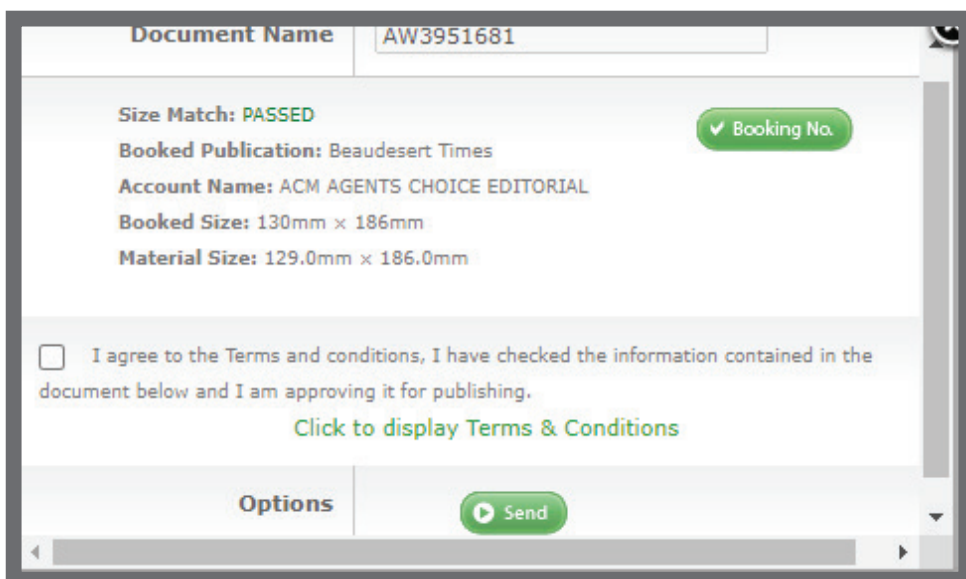 Document Name AW3951681
Size Match: PASSED
Booking No.
Booked Publication: Beaudesert Times
Account Name: ACM AGENTS CHOICE EDITORIAL
Booked Size: 130mm × 186mm
Material Size: 129.0mm × 186.0mm
I agree to the Terms and conditions, I have checked the information contained in the
document below and I am approving it for publishing.
Click to display Terms & Conditions
Options
Send